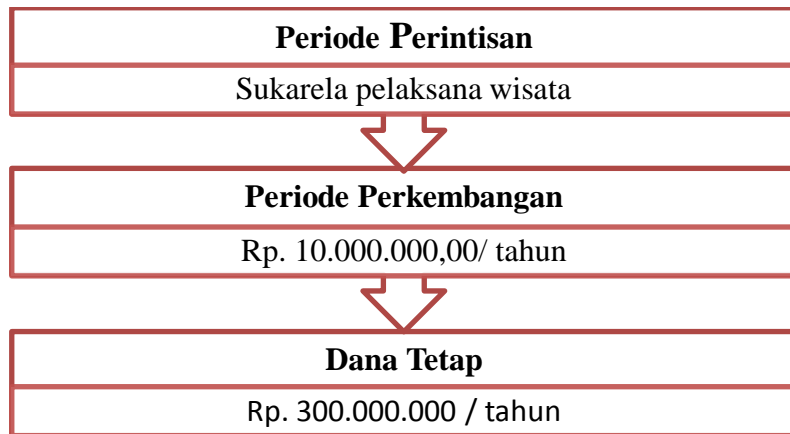 Periode Perintisan
Sukarela pelaksana wisata
Periode Perkembangan
Rp. 10.000.000,00/ tahun
Dana Tetap
Rp. 300.000.000 / tahun